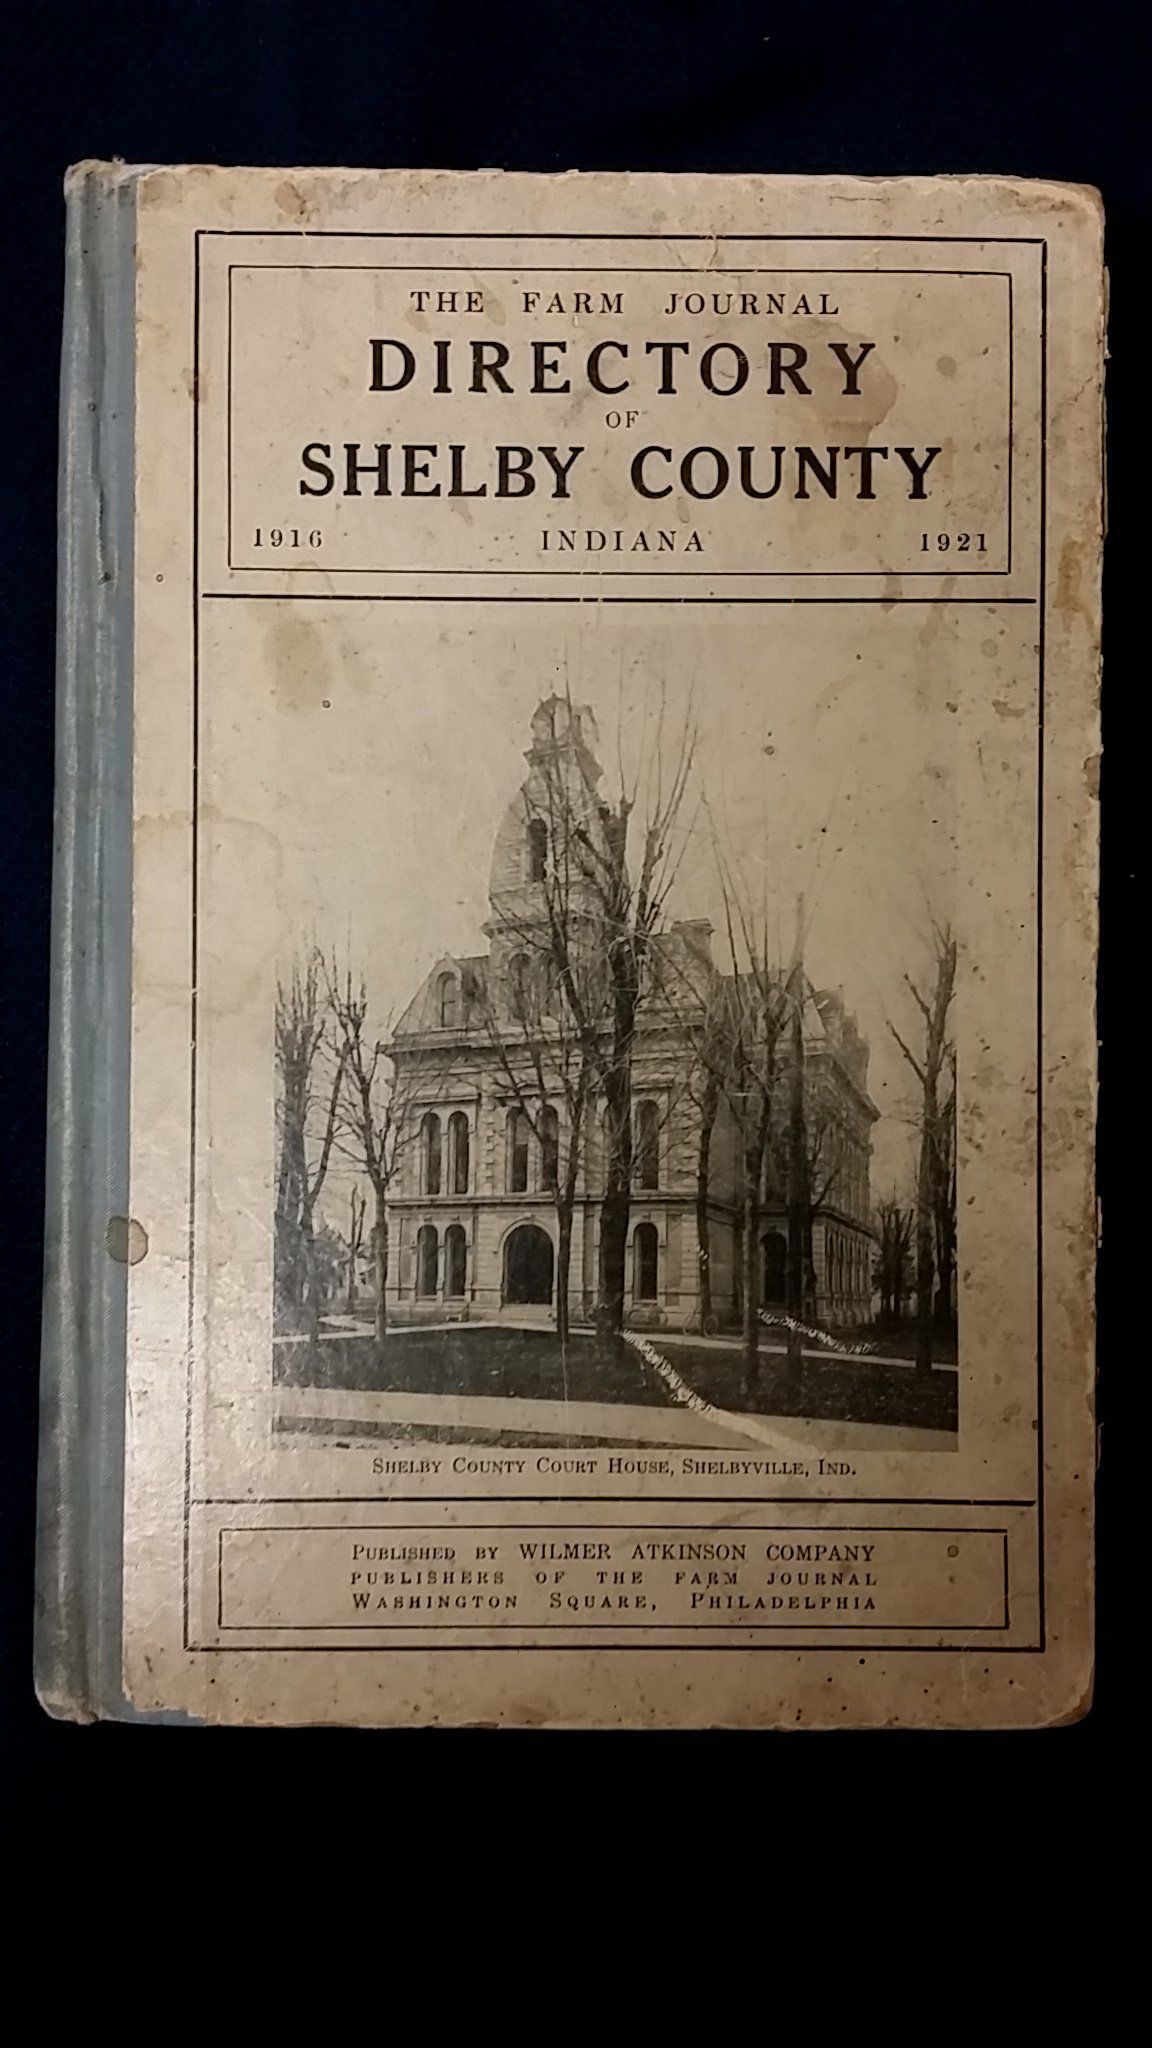 THE FARM JOURNAL
DIRECTORY
OF
SHELBY COUNTY
1916 INDIANA 1921
SHELBY COUNTY COURT HOUSE, SHELBYVILLE, IND.
PUBLISHED BY WILMER ATKINSON COMPANY
PUBLISHERS OF THE FARM JOURNAL
WASHINGTON SQUARE, PHILADELPHIA